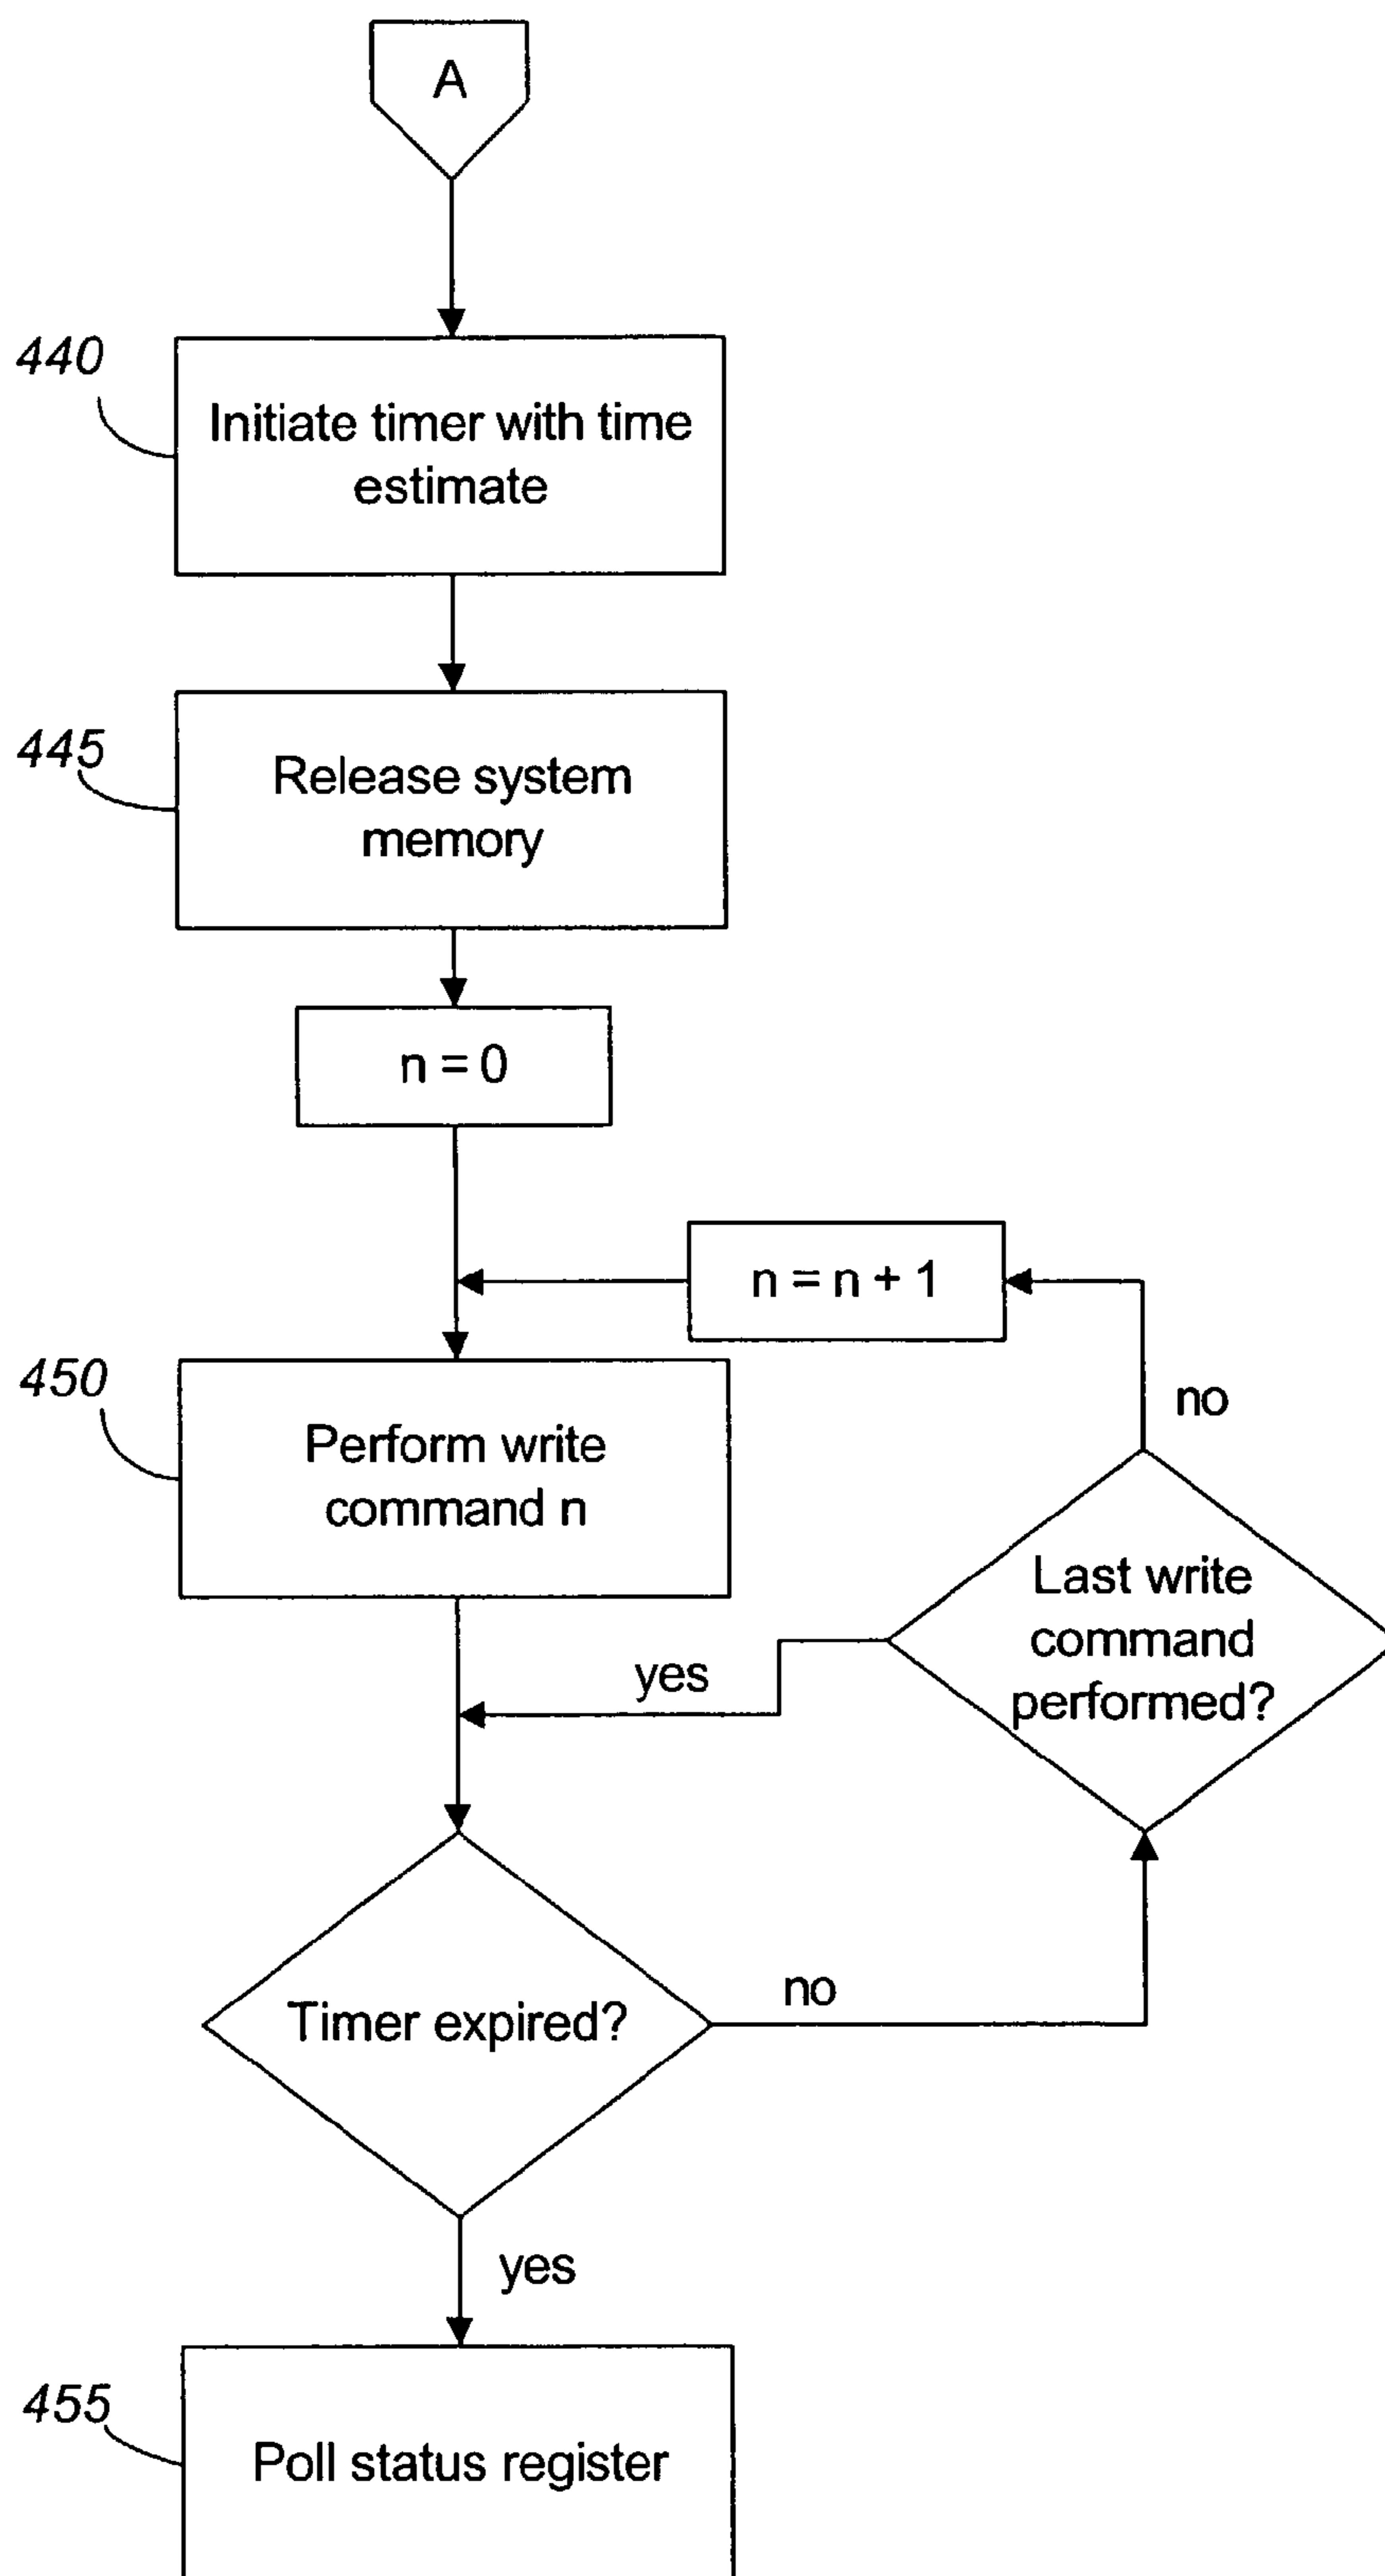 A
440
Initiate timer with time
estimate
445
Release system
memory
n = 0
n = n + 1
450
Perform write
command n
no
Last write
command
performed?
yes
Timer expired?
no
yes
455
Poll status register